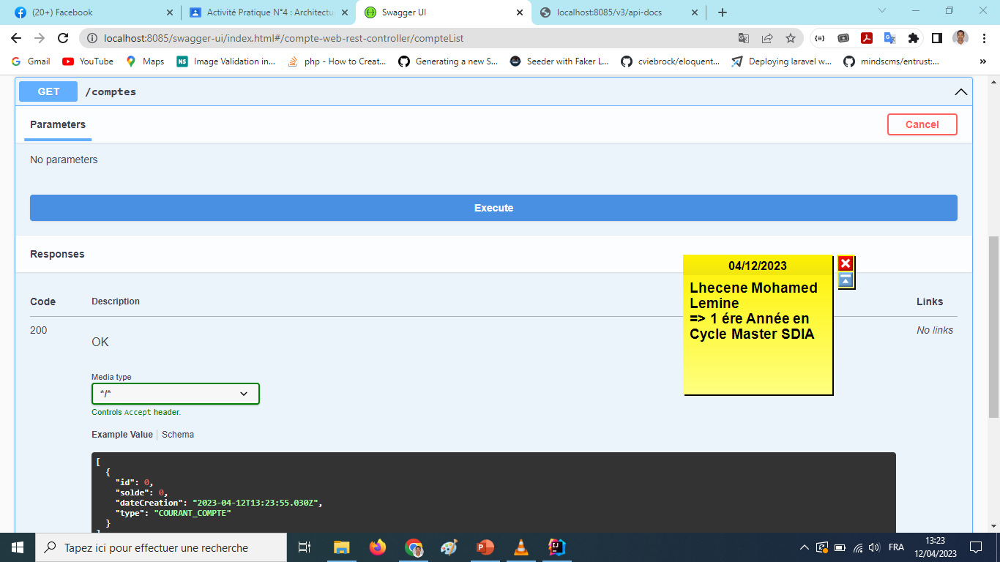 (20+) Facebook
Activité Pratique N°4 : Architectu
Swagger UI
localhost:8085/v3/api-docs
localhost:8085/swagger-ui/index.html#/compte-web-rest-controller/compteList
Gmail
YouTube
Maps
NS
Image Validation in...
php - How to Creat...
Generating a new S...
Seeder with Faker L...
cviebrock/eloquent...
Deploying laravel w...
mindscms/entrust:...
»
GET /comptes
Parameters
Cancel
No parameters
Execute
Responses
04/12/2023
Lhecene Mohamed
Lemine
=> 1 ére Année en
Cycle Master SDIA
Code Description Links
200 No links
OK
Media type
*/*
Controls Accept header.
Example Value Schema
[
{
"id": 0,
"solde": 0,
"dateCreation": "2023-04-12T13:23:55.030Z",
"type": "COURANT_COMPTE"
}
Tapez ici pour effectuer une recherche
FRA
13:23
12/04/2023